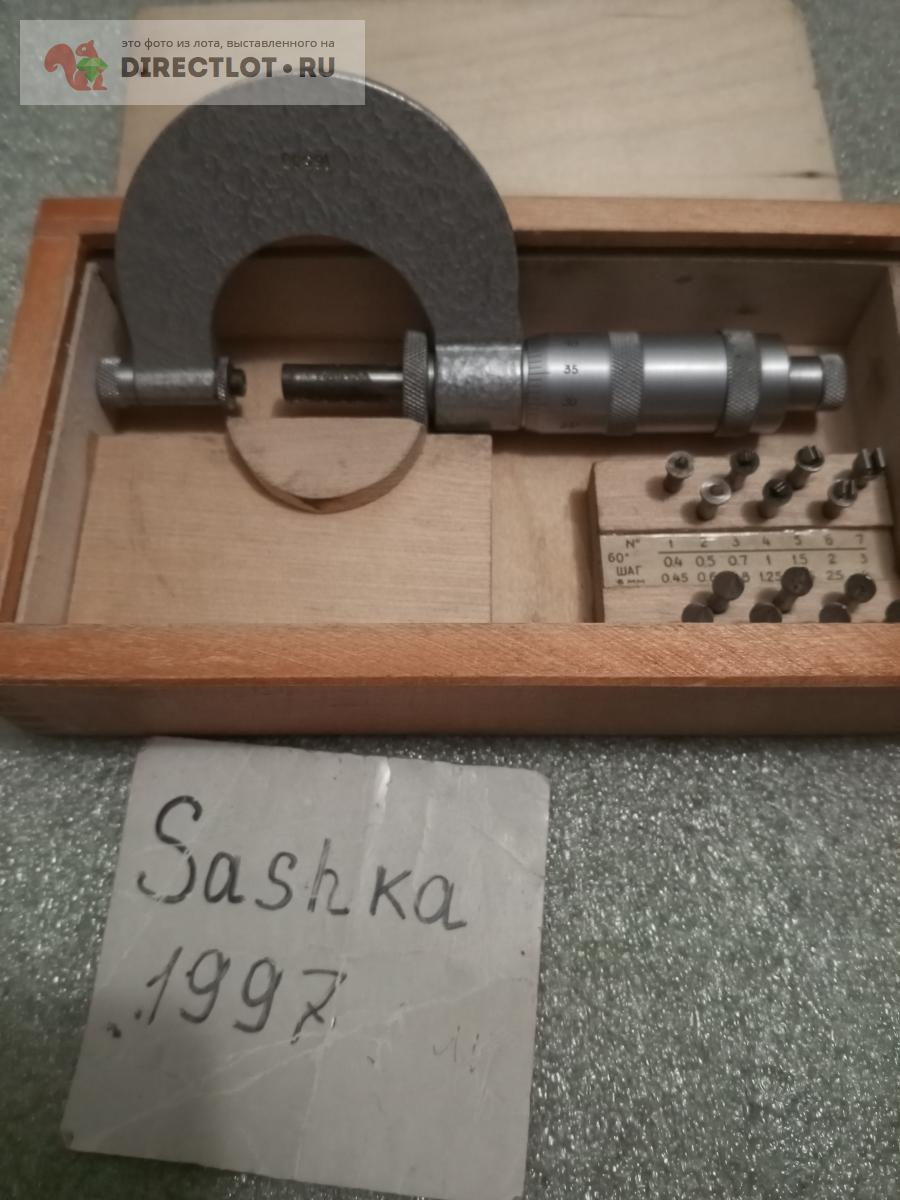 это фото из лота, выставленного на
DIRECTLOT•RU
35
30
N° 1 2 3 4 5 6 7
60°
ШАГ 0.4 0.5 0.7 1 1.5 2 3
в мм 0.45 1.25 2.5
Sashka
1997